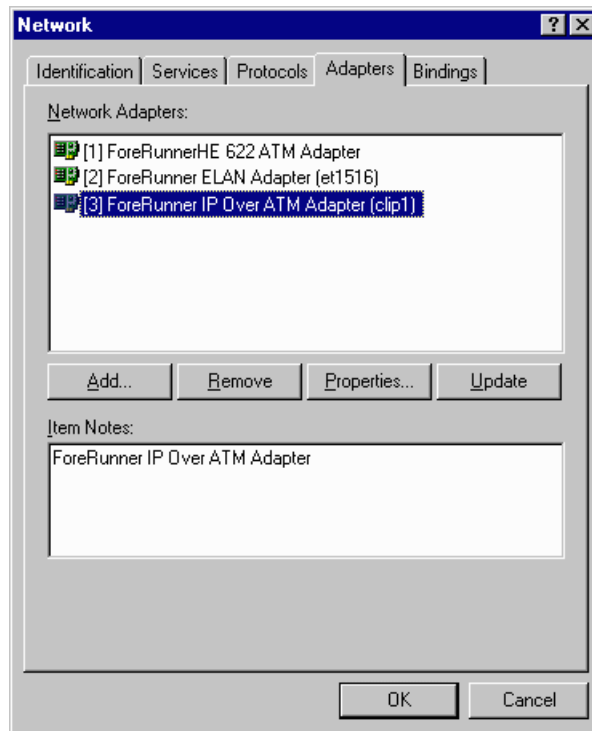 Network
Identification Services Protocols Adapters Bindings
Network Adapters:
[1] ForeRunnerHE 622 ATM Adapter
[2] ForeRunner ELAN Adapter (et1516)
[3] ForeRunner IP Over ATM Adapter (clip1)
Add... Remove Properties... Update
Item Notes:
ForeRunner IP Over ATM Adapter
OK Cancel